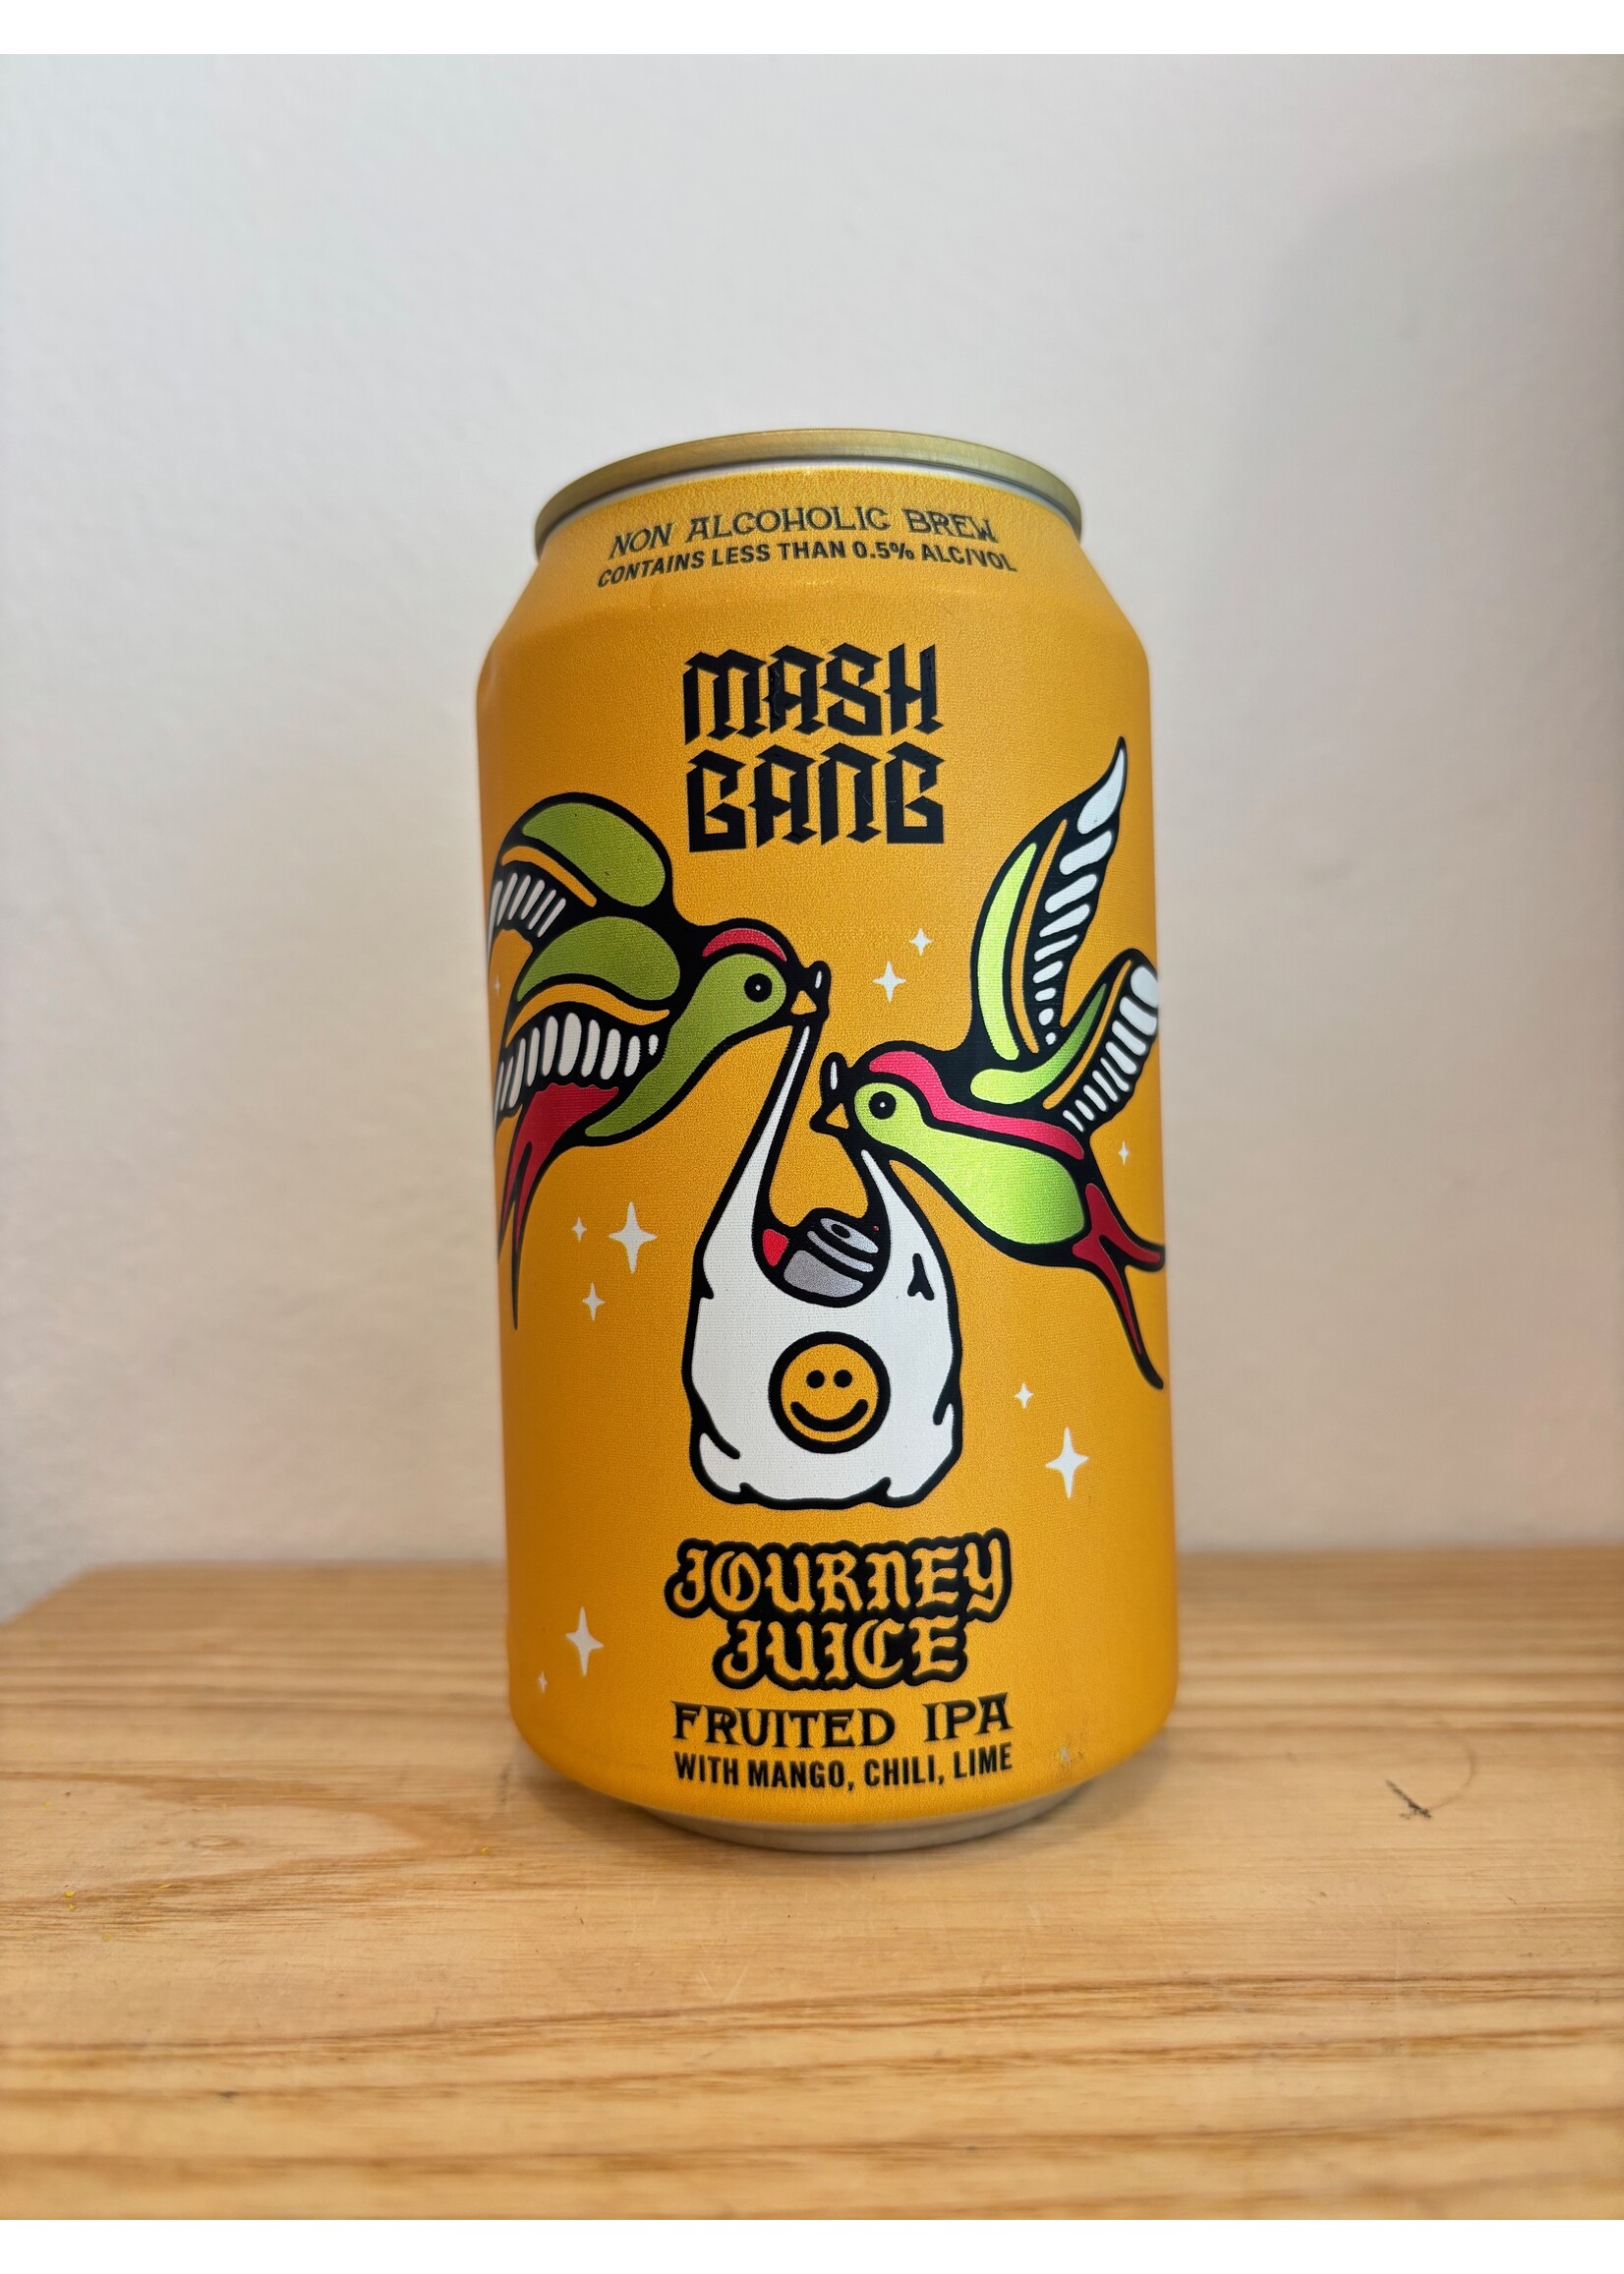 NON ALCOHOLIC BREW
CONTAINS LESS THAN 0.5% ALC/VOL
MASH
GANG
JOURNEY
JUICE
FRUITED IPA
WITH MANGO, CHILI, LIME